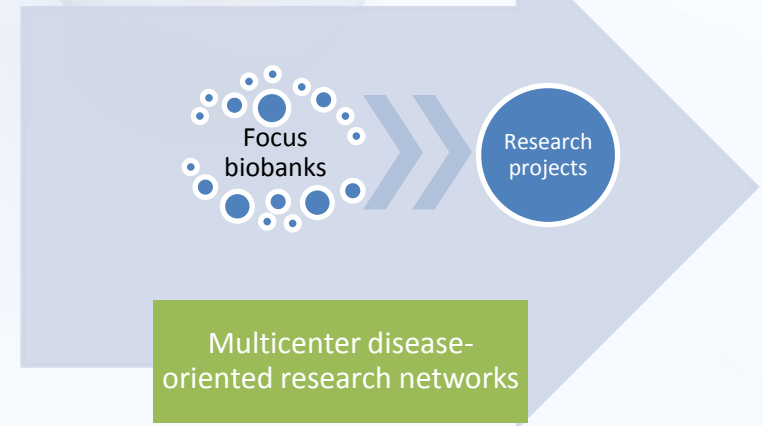 Focus
biobanks
Research
projects
Multicenter disease-
oriented research networks